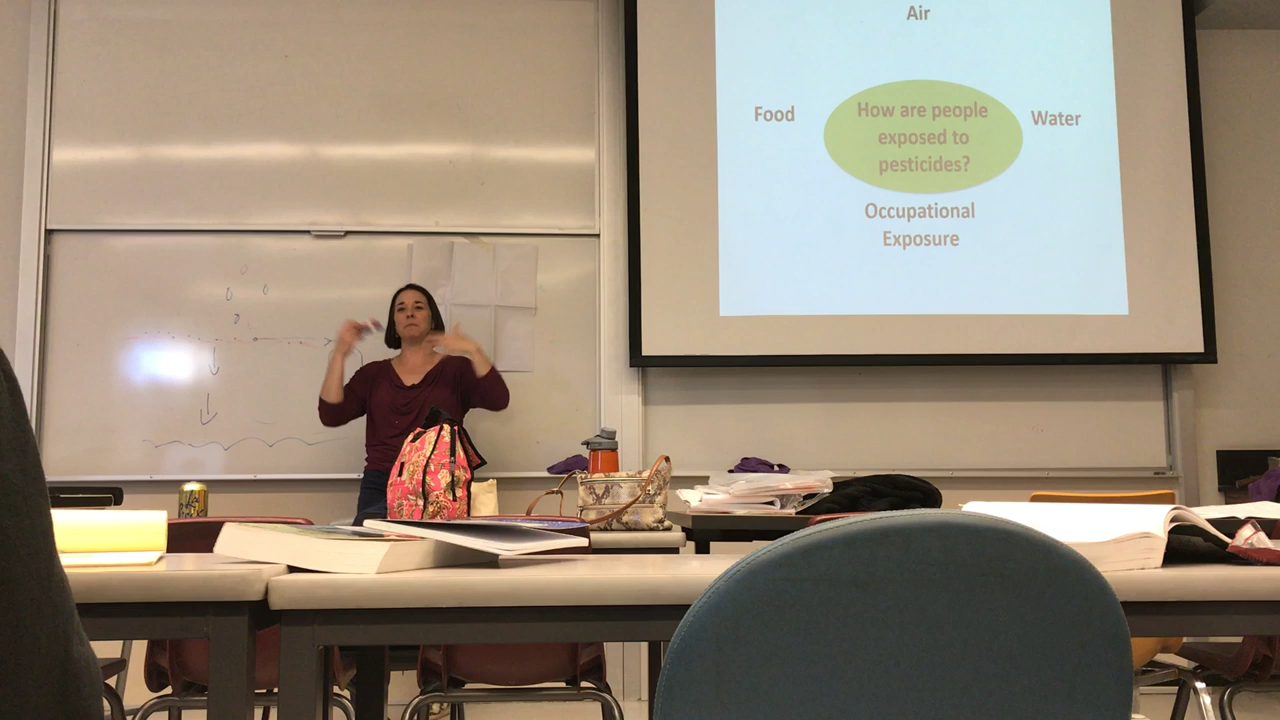 Air
Food
How are people
exposed to
pesticides?
Water
Occupational
Exposure